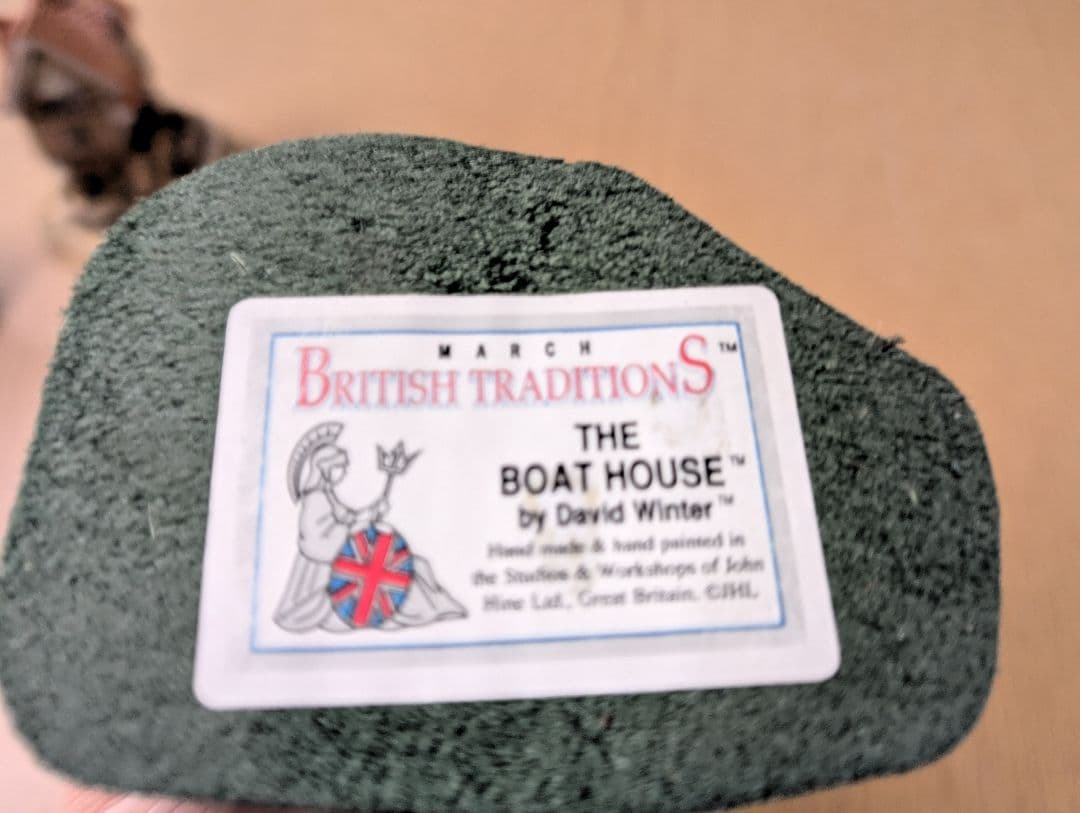 MARCH
BRITISH TRADITIONS™
THE
BOAT HOUSE™
by David Winter™
Hand made & hand painted in
the Studios & Workshops of John
Hine Ltd., Great Britain. ©JHL